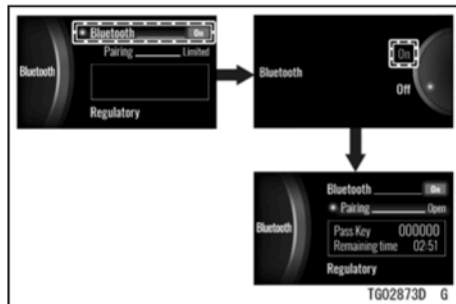 Bluetooth On
Pairing Limited
Bluetooth
Regulatory
Bluetooth
On
Off
Bluetooth On
Pairing Open
Bluetooth
Pass Key 000000
Remaining time 02:51
Regulatory
TG02873D G